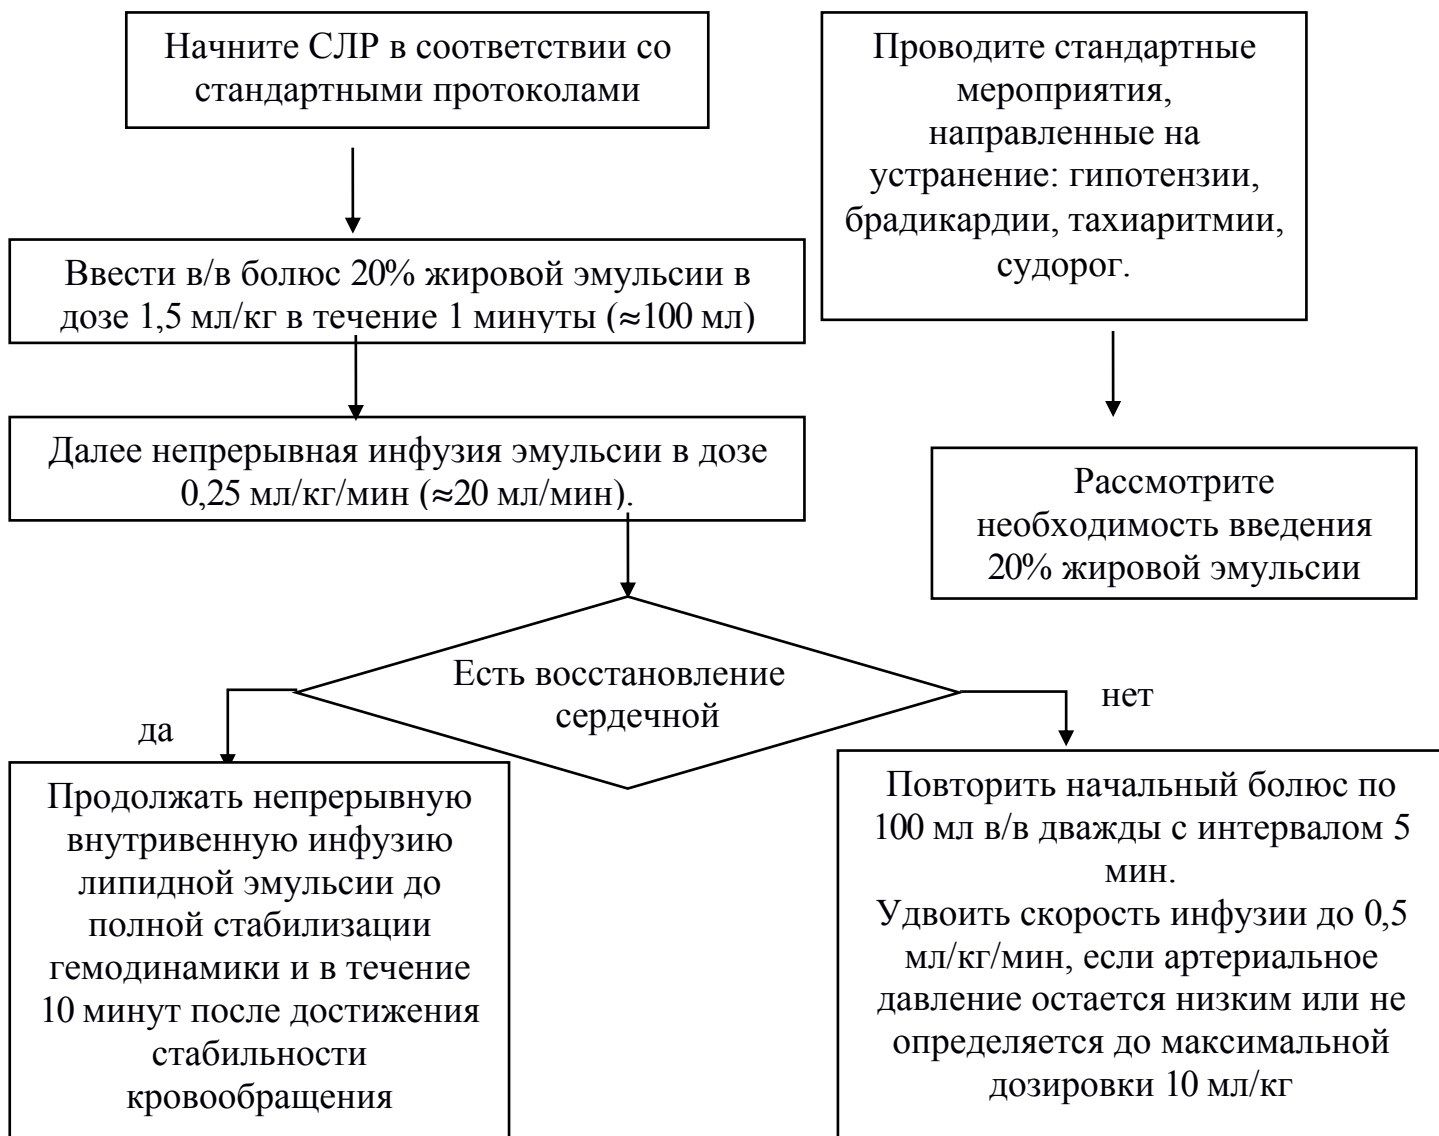 Начните СЛР в соответствии со
стандартными протоколами
Проводите стандартные
мероприятия,
направленные на
устранение: гипотензии,
брадикардии, тахиаритмии,
судорог.
Ввести в/в болюс 20% жировой эмульсии в
дозе 1,5 мл/кг в течение 1 минуты (≈100 мл)
Далее непрерывная инфузия эмульсии в дозе
0,25 мл/кг/мин (≈20 мл/мин).
Рассмотрите
необходимость введения
20% жировой эмульсии
Есть восстановление
сердечной
да
нет
Продолжать непрерывную
внутривенную инфузию
липидной эмульсии до
полной стабилизации
гемодинамики и в течение
10 минут после достижения
стабильности
кровообращения
Повторить начальный болюс по
100 мл в/в дважды с интервалом 5
мин.
Удвоить скорость инфузии до 0,5
мл/кг/мин, если артериальное
давление остается низким или не
определяется до максимальной
дозировки 10 мл/кг